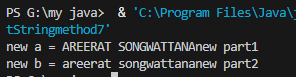 PS G:\my java>  & 'C:\Program Files\Java\j
tStringmethod7'
new a = AREERAT SONGWATTANAnew part1
new b = areerat songwattananew part2